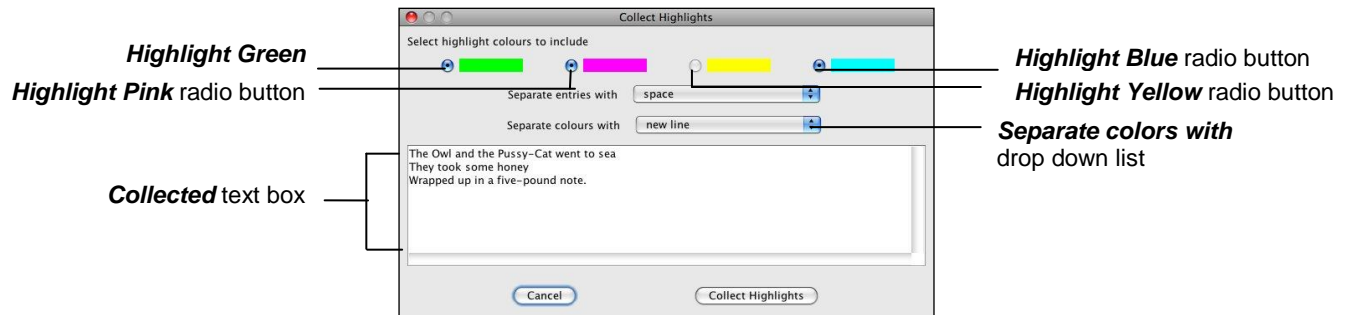 Collect Highlights
Select highlight colours to include
Highlight Green
Highlight Pink radio button
Highlight Blue radio button
Highlight Yellow radio button
Separate entries with space
Separate colours with new line
Separate colors with
drop down list
The Owl and the Pussy-Cat went to sea
They took some honey
Wrapped up in a five-pound note.
Collected text box
Cancel Collect Highlights